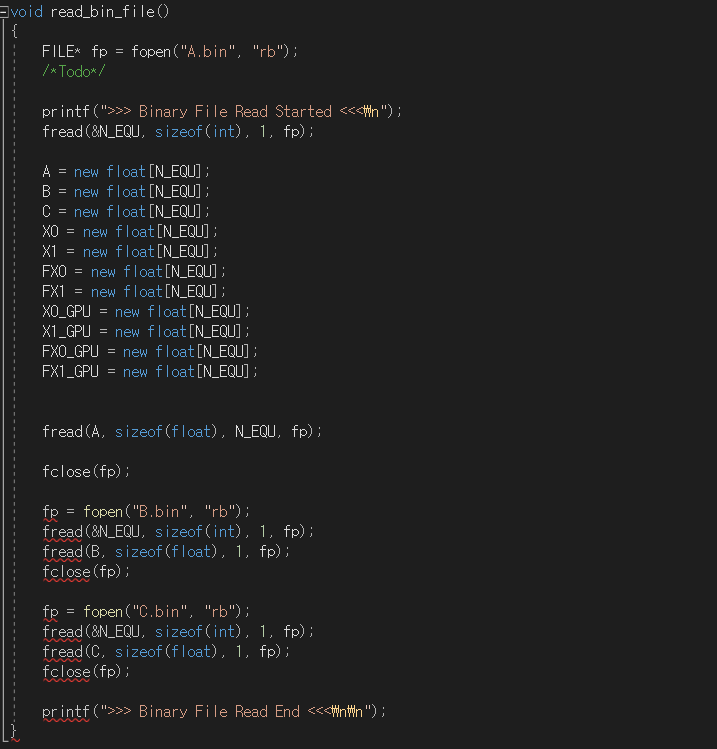 void read_bin_file()
{
FILE* fp = fopen("A.bin", "rb");
/*Todo*/
printf(">>> Binary File Read Started <<<₩n");
fread(&N_EQU, sizeof(int), 1, fp);
A = new float[N_EQU];
B = new float[N_EQU];
C = new float[N_EQU];
X0 = new float[N_EQU];
X1 = new float[N_EQU];
FX0 = new float[N_EQU];
FX1 = new float[N_EQU];
X0_GPU = new float[N_EQU];
X1_GPU = new float[N_EQU];
FX0_GPU = new float[N_EQU];
FX1_GPU = new float[N_EQU];
fread(A, sizeof(float), N_EQU, fp);
fclose(fp);
fp = fopen("B.bin", "rb");
fread(&N_EQU, sizeof(int), 1, fp);
fread(B, sizeof(float), 1, fp);
fclose(fp);
fp = fopen("C.bin", "rb");
fread(&N_EQU, sizeof(int), 1, fp);
fread(C, sizeof(float), 1, fp);
fclose(fp);
printf(">>> Binary File Read End <<<₩n₩n");
}